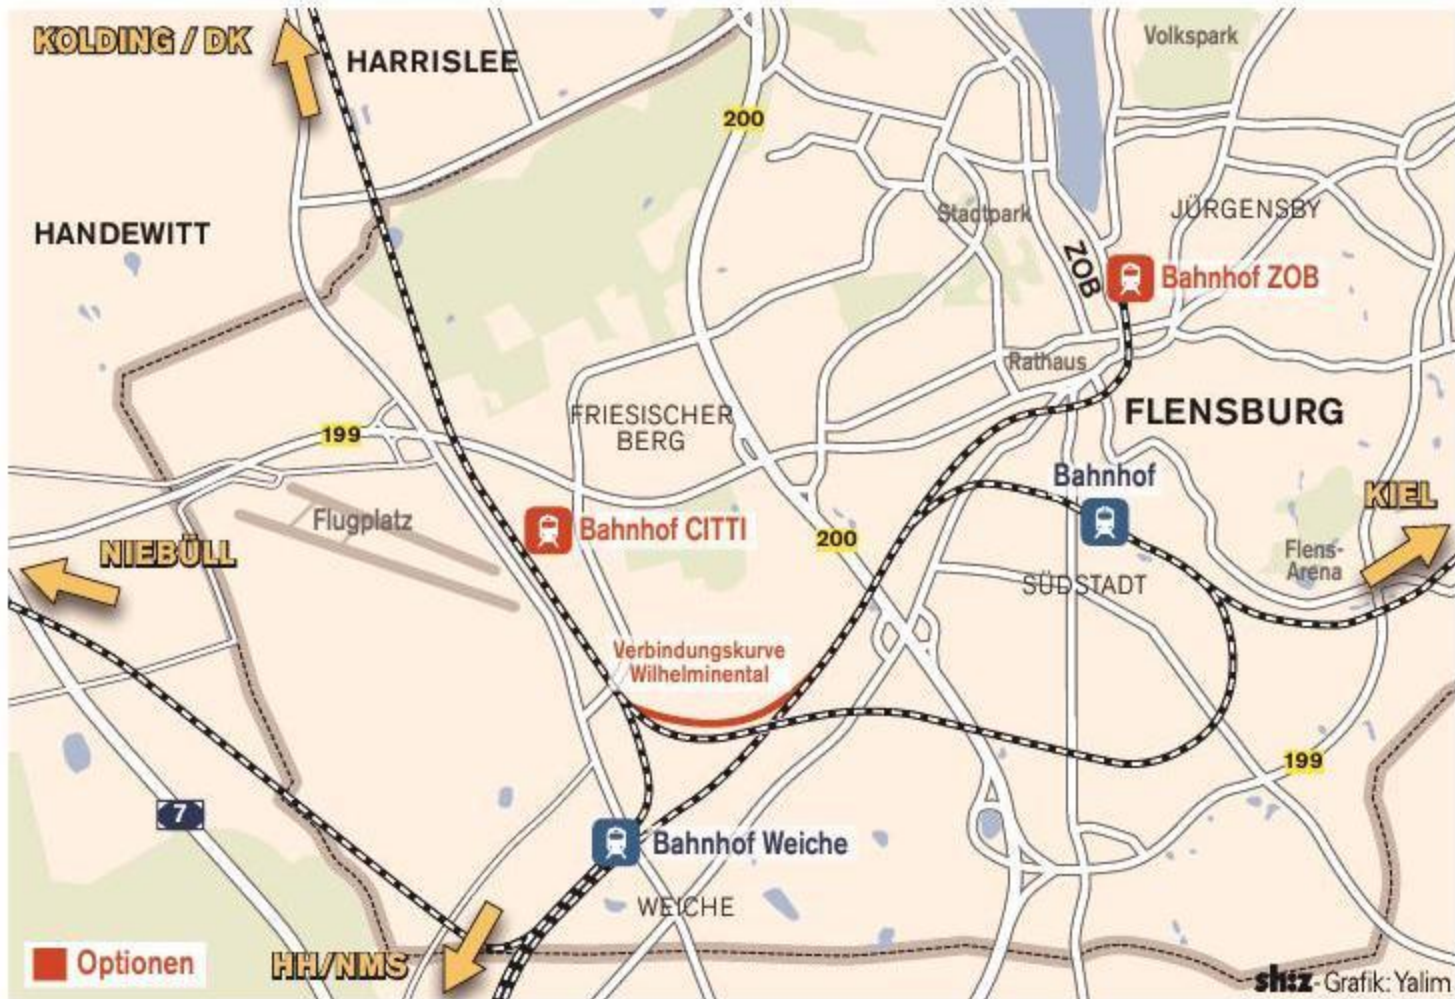 KOLDING / DK
HARRISLEE
Volkspark
200
HANDEWITT
Stadtpark
JÜRGENSBY
ZOB
Bahnhof ZOB
Rathaus
FRIESISCHER
BERG
FLENSBURG
199
Bahnhof
KIEL
Flugplatz
Bahnhof CITTI
200
NIEBÜLL
Flens-
Arena
SÜDSTADT
Verbindungskurve
Wilhelminental
199
7
Bahnhof Weiche
WEICHE
Optionen
HH/NMS
sh:z-Grafik: Yalim